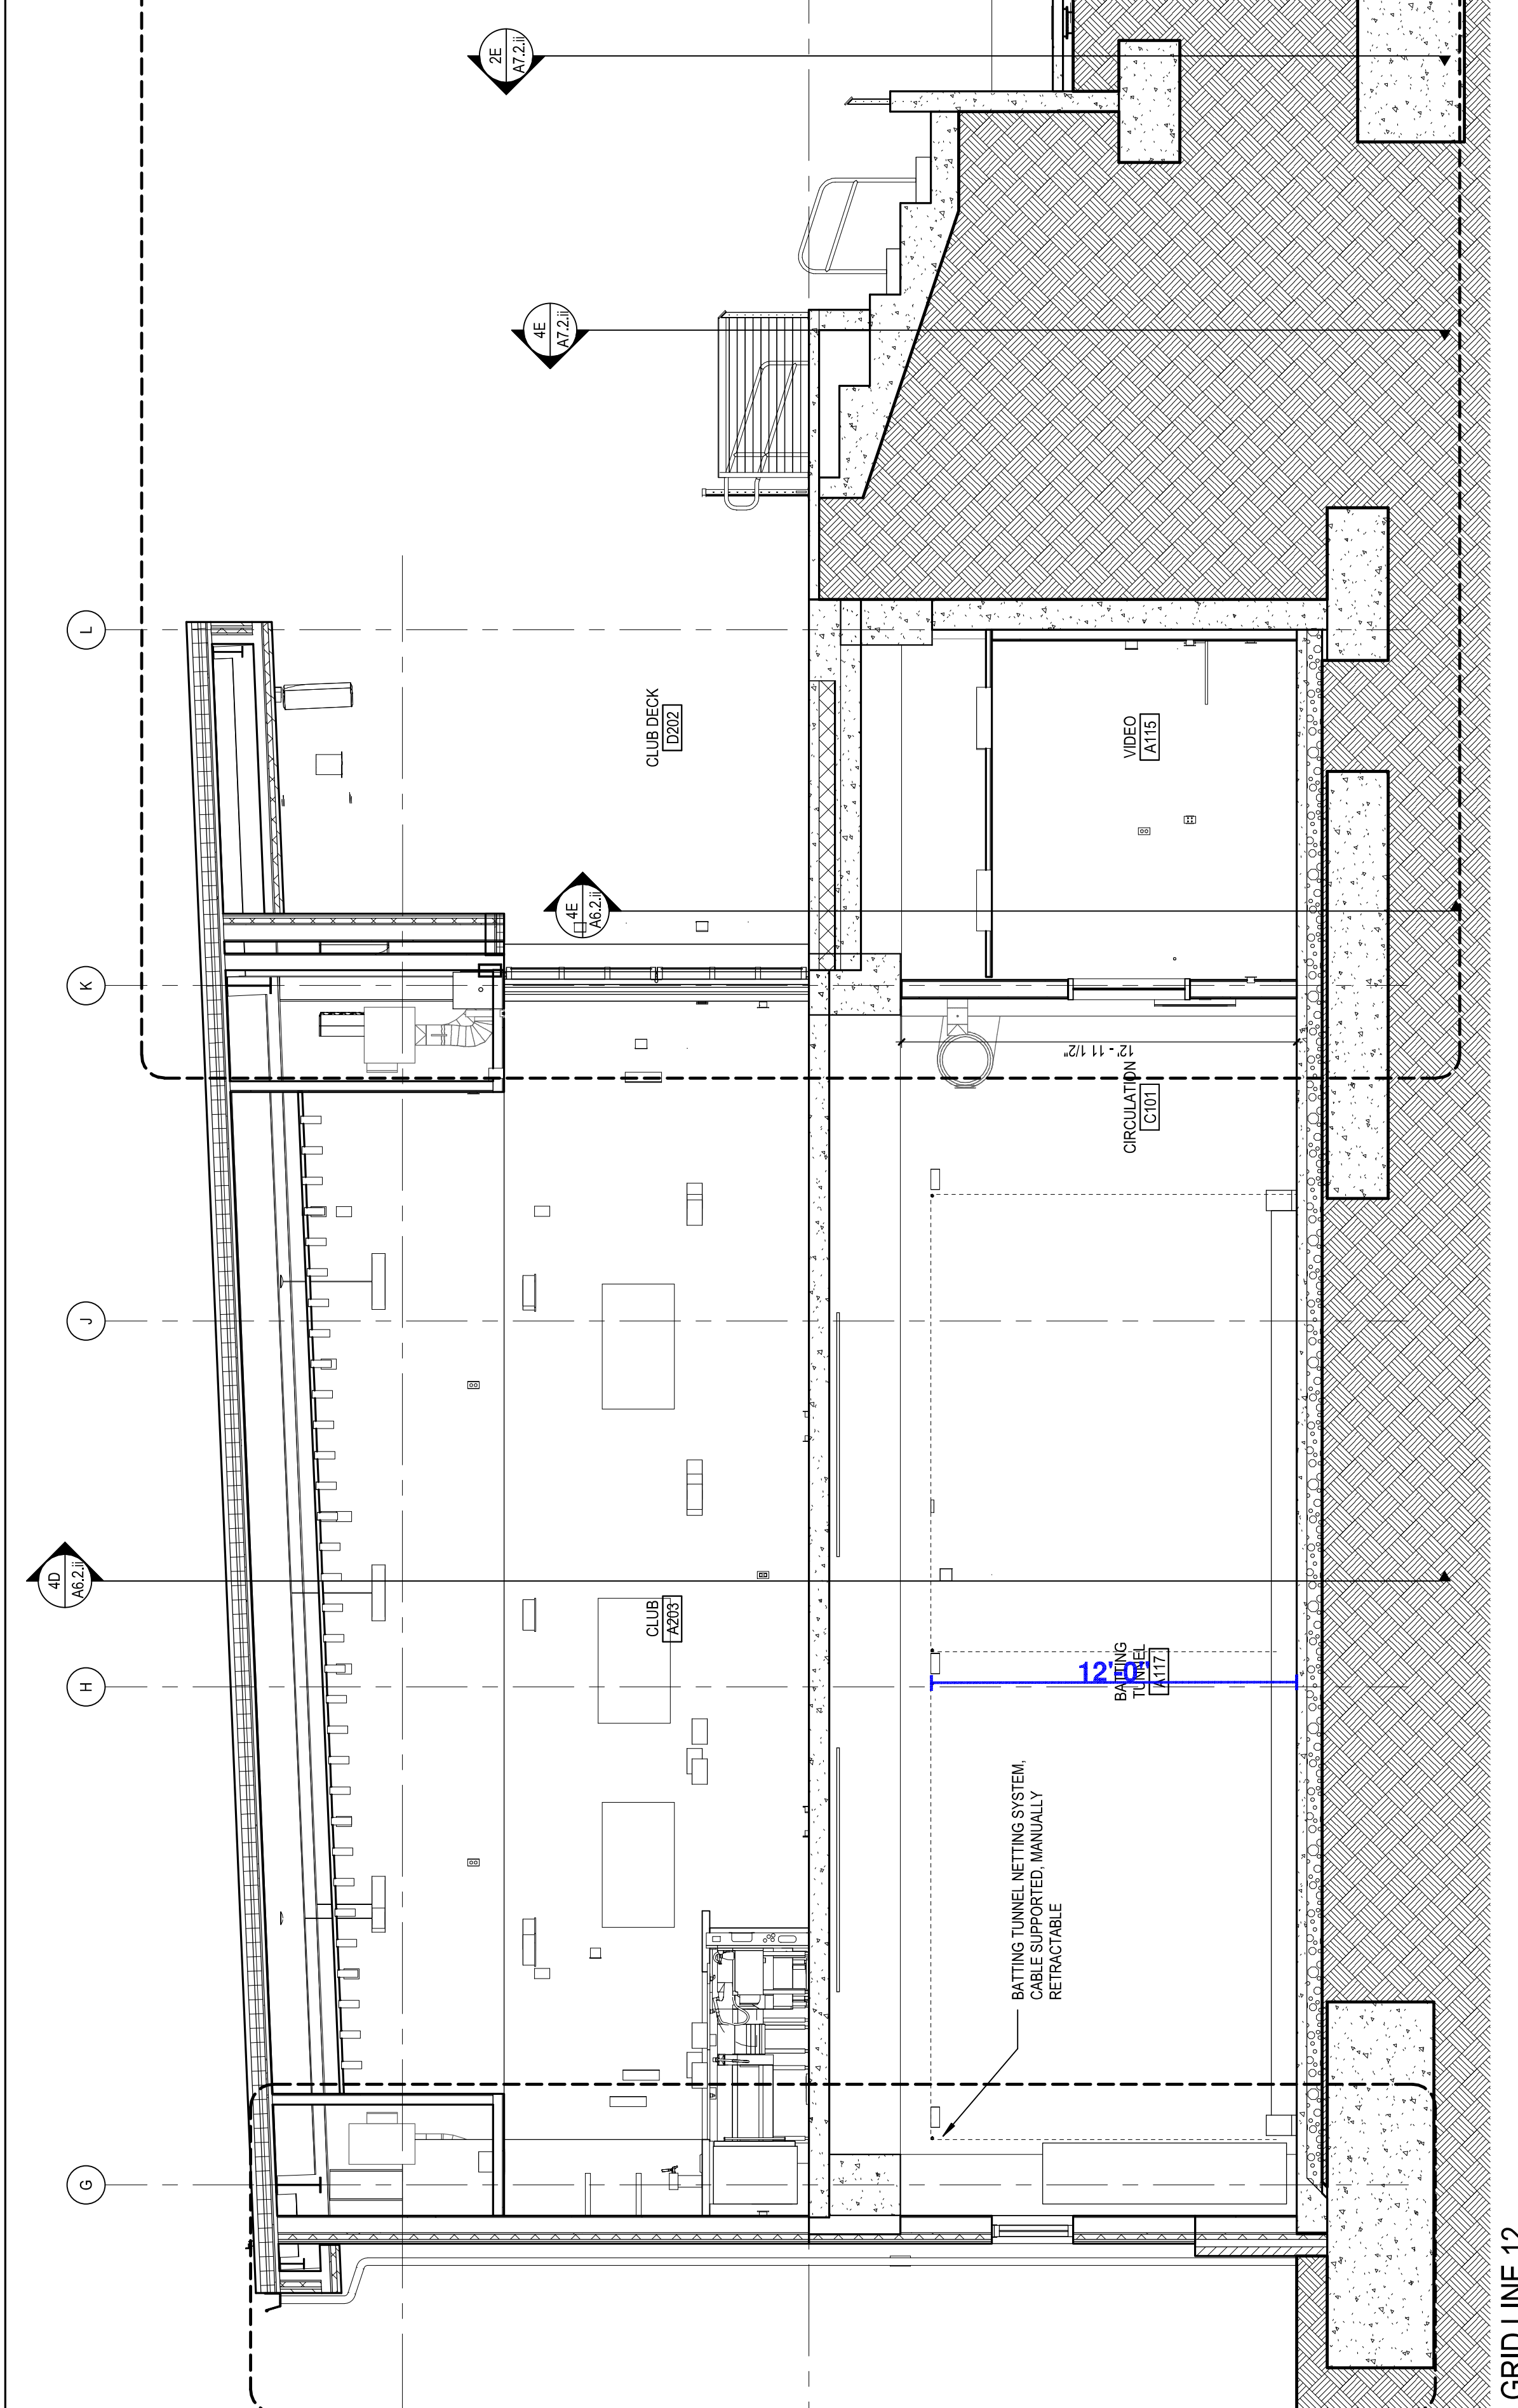 G
H
J
K
L
4D
A6.2.ii
4E
A6.2.ii
4E
A7.2.ii
2E
A7.2.ii
CLUB
A203
CLUB DECK
D202
BATTING TUNNEL NETTING SYSTEM,
CABLE SUPPORTED, MANUALLY
RETRACTABLE
12'-0"
BATTING
TUNNEL
A117
CIRCULATION
C101
12' - 11 1/2"
VIDEO
A115
GRID LINE 12